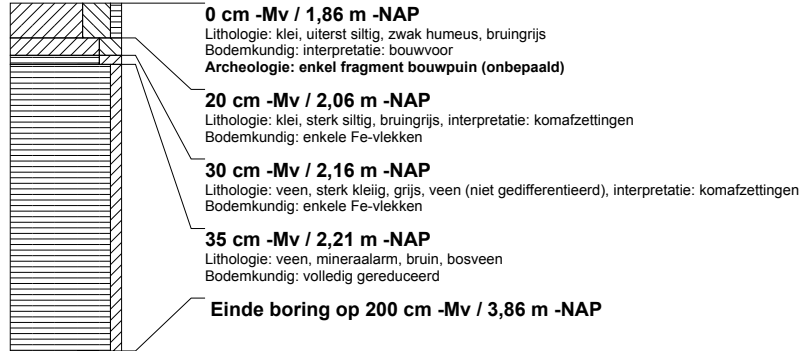 0 cm -Mv / 1,86 m -NAP
Lithologie: klei, uiterst siltig, zwak humeus, bruingrijs
Bodemkundig: interpretatie: bouwvoor
Archeologie: enkel fragment bouwpuin (onbepaald)
20 cm -Mv / 2,06 m -NAP
Lithologie: klei, sterk siltig, bruingrijs, interpretatie: komafzettingen
Bodemkundig: enkele Fe-vlekken
30 cm -Mv / 2,16 m -NAP
Lithologie: veen, sterk kleiig, grijs, veen (niet gedifferentieerd), interpretatie: komafzettingen
Bodemkundig: enkele Fe-vlekken
35 cm -Mv / 2,21 m -NAP
Lithologie: veen, mineraalarm, bruin, bosveen
Bodemkundig: volledig gereduceerd
Einde boring op 200 cm -Mv / 3,86 m -NAP